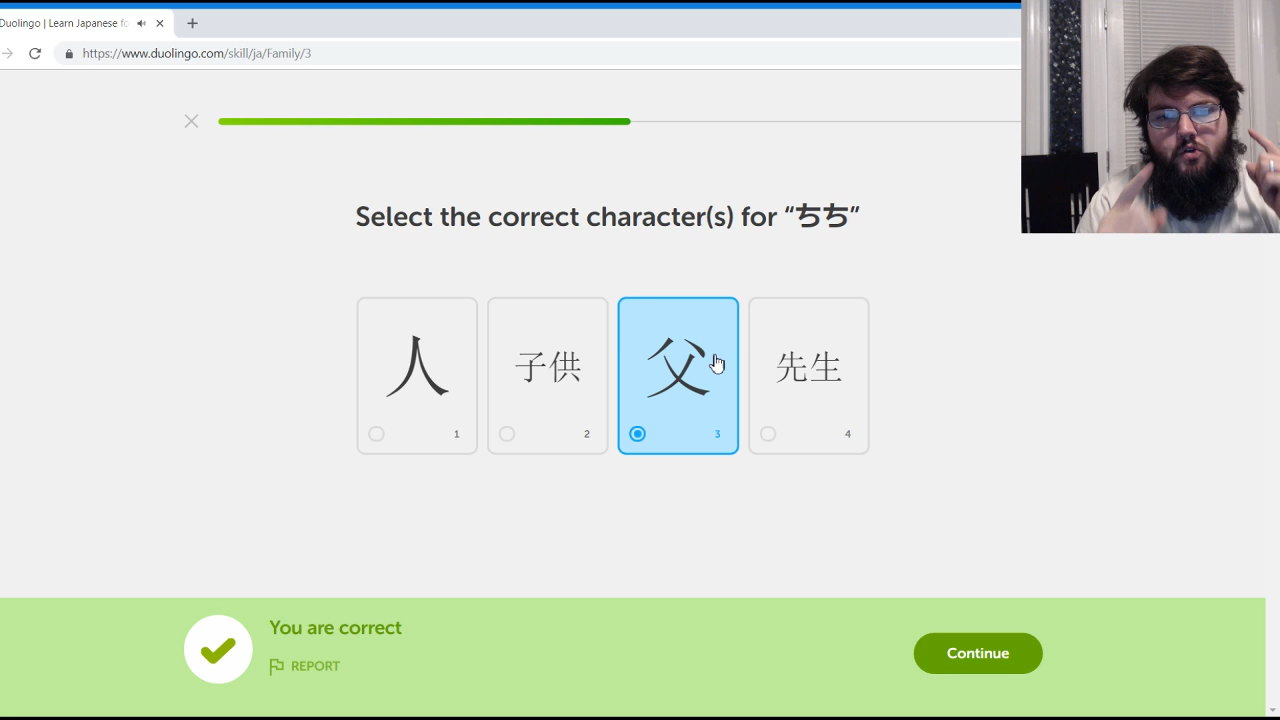 Duolingo | Learn Japanese fo
https://www.duolingo.com/skill/ja/Family/3
Select the correct character(s) for “ちち”
人
子供
父
先生
1
2
3
4
You are correct
REPORT
Continue